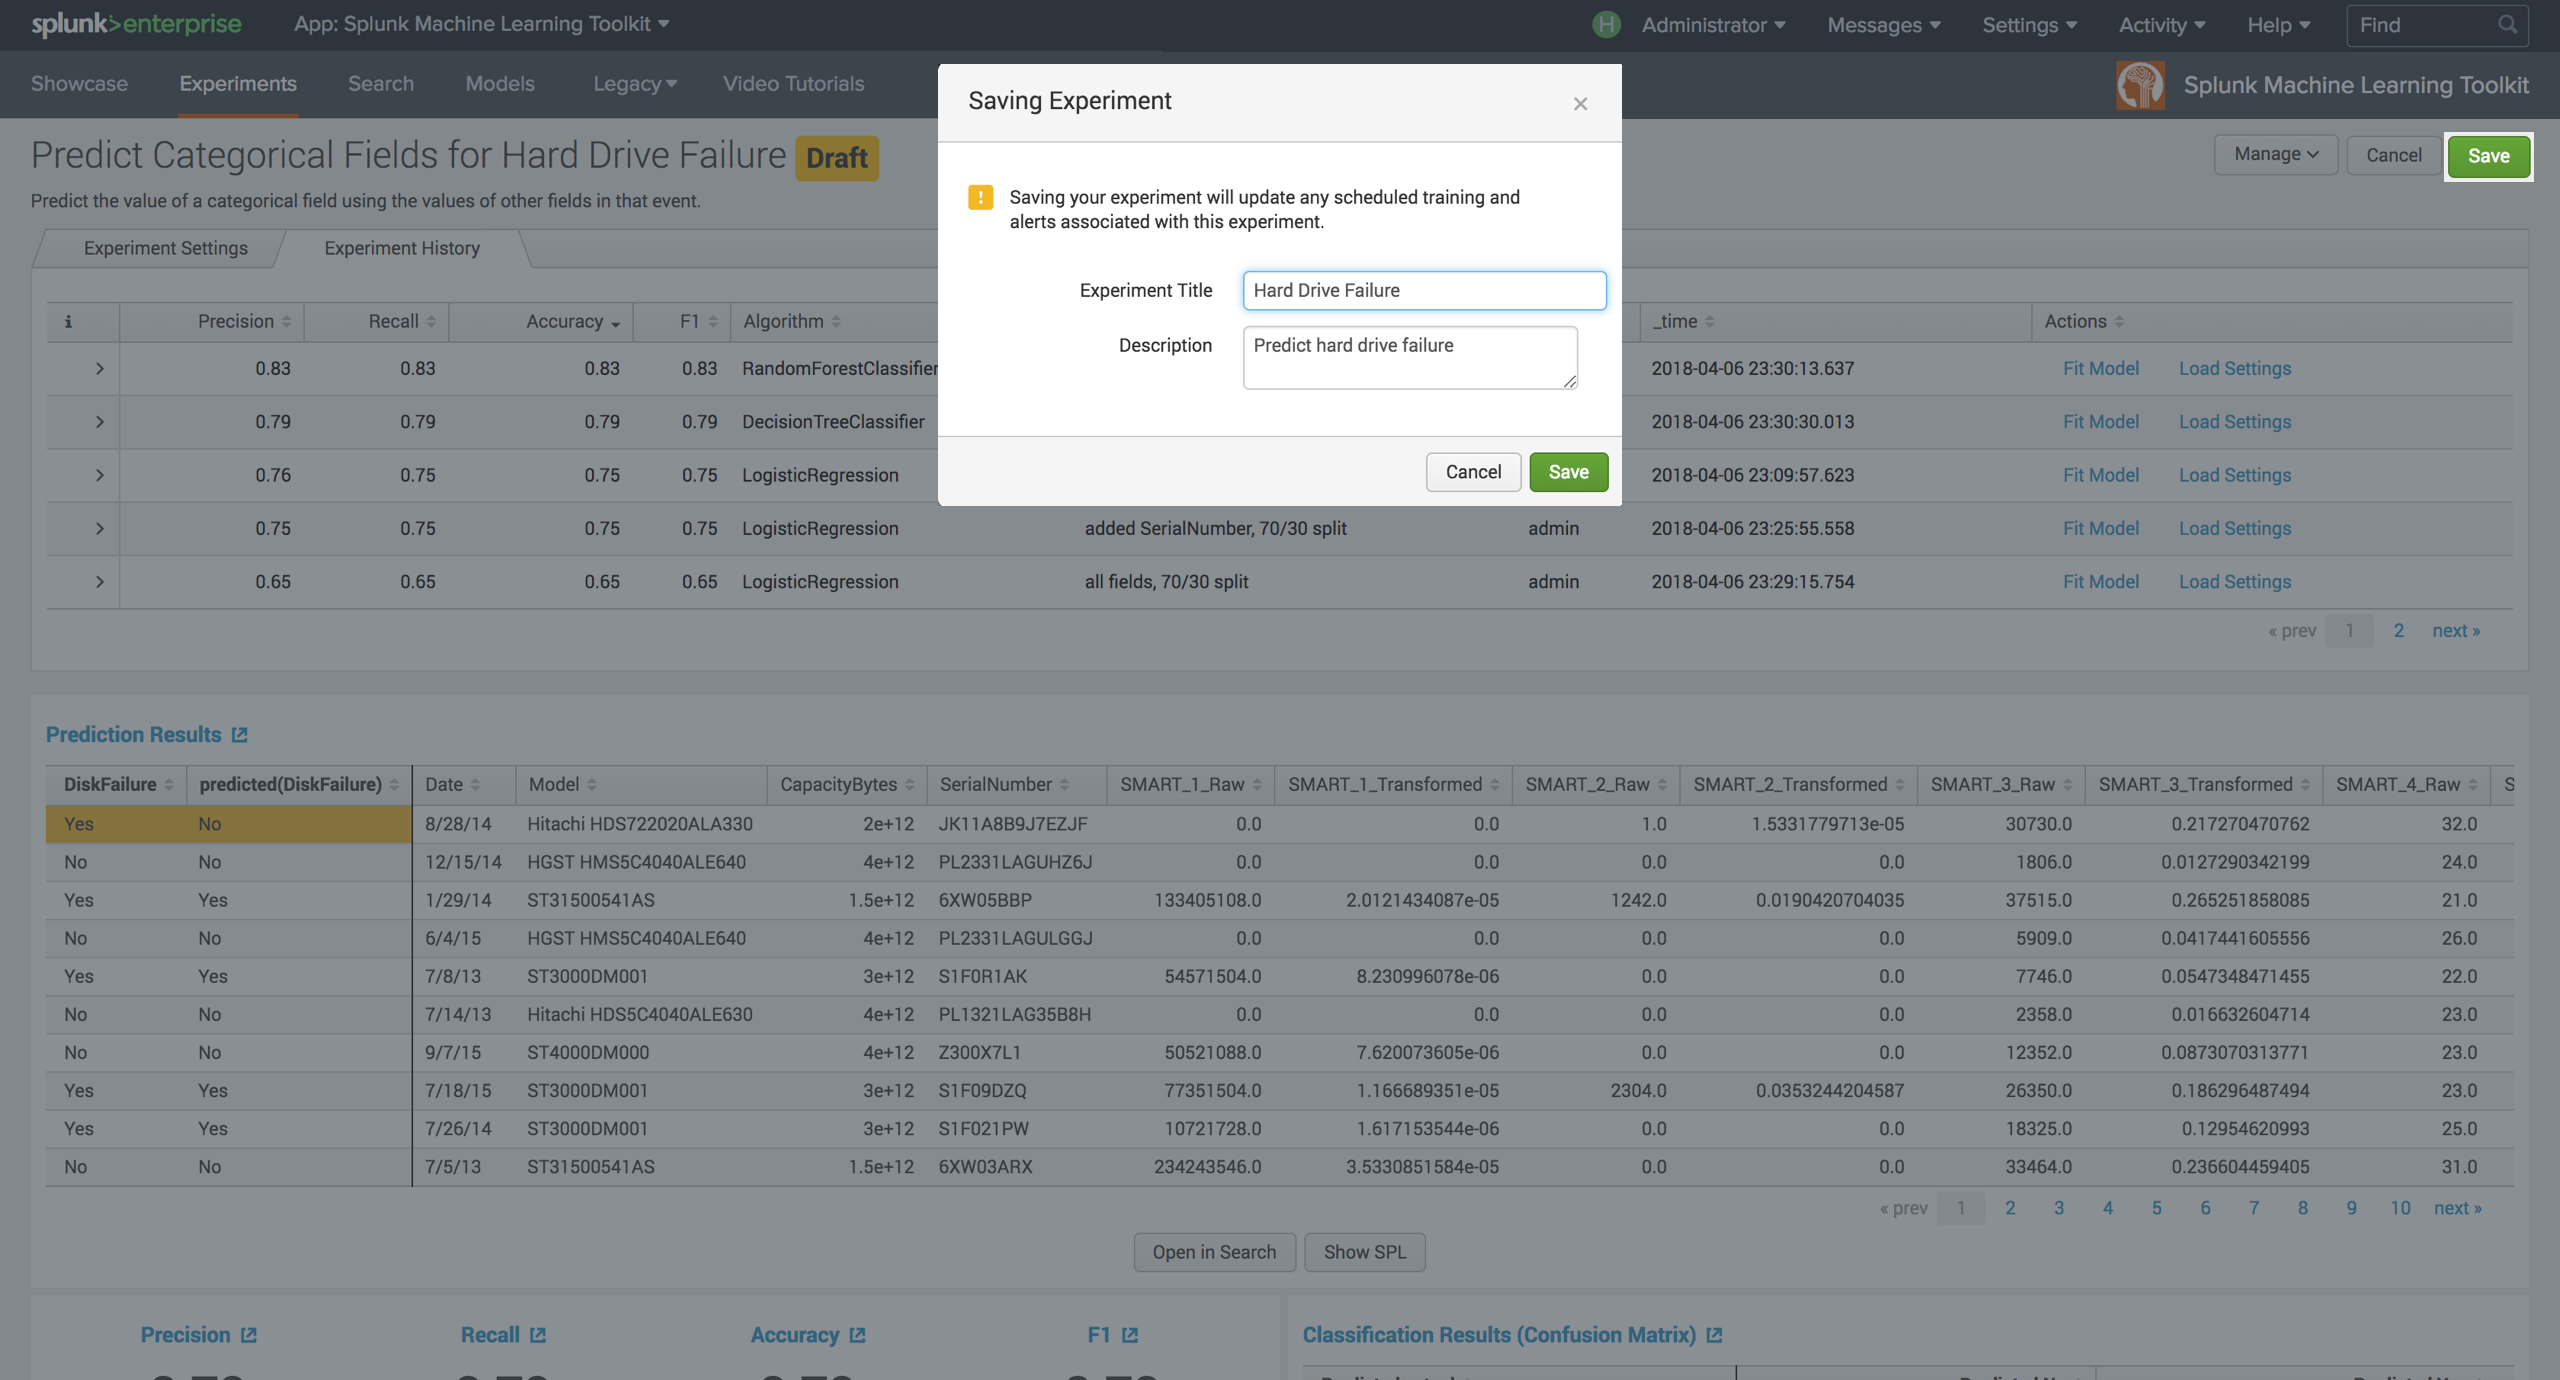 splunk>enterprise App: Splunk Machine Learning Toolkit H Administrator Messages Settings Activity Help Find
Showcase Experiments Search Models Legacy Video Tutorials Splunk Machine Learning Toolkit
Saving Experiment ×
Predict Categorical Fields for Hard Drive Failure Draft Manage Cancel Save
Predict the value of a categorical field using the values of other fields in that event.
! Saving your experiment will update any scheduled training and
alerts associated with this experiment.
Experiment Settings Experiment History
Experiment Title Hard Drive Failure
Description Predict hard drive failure
Cancel Save
i Precision Recall Accuracy F1 Algorithm _time Actions
0.83 0.83 0.83 0.83 RandomForestClassifier 2018-04-06 23:30:13.637 Fit Model Load Settings
0.79 0.79 0.79 0.79 DecisionTreeClassifier 2018-04-06 23:30:30.013 Fit Model Load Settings
0.76 0.75 0.75 0.75 LogisticRegression 2018-04-06 23:09:57.623 Fit Model Load Settings
0.75 0.75 0.75 0.75 LogisticRegression added SerialNumber, 70/30 split admin 2018-04-06 23:25:55.558 Fit Model Load Settings
0.65 0.65 0.65 0.65 LogisticRegression all fields, 70/30 split admin 2018-04-06 23:29:15.754 Fit Model Load Settings
« prev 1 2 next »
Prediction Results
DiskFailure predicted(DiskFailure) Date Model CapacityBytes SerialNumber SMART_1_Raw SMART_1_Transformed SMART_2_Raw SMART_2_Transformed SMART_3_Raw SMART_3_Transformed SMART_4_Raw S
Yes No 8/28/14 Hitachi HDS722020ALA330 2e+12 JK11A8B9J7EZJF 0.0 0.0 1.0 1.5331779713e-05 30730.0 0.217270470762 32.0
No No 12/15/14 HGST HMS5C4040ALE640 4e+12 PL2331LAGUHZ6J 0.0 0.0 0.0 0.0 1806.0 0.0127290342199 24.0
Yes Yes 1/29/14 ST31500541AS 1.5e+12 6XW05BBP 133405108.0 2.0121434087e-05 1242.0 0.0190420704035 37515.0 0.265251858085 21.0
No No 6/4/15 HGST HMS5C4040ALE640 4e+12 PL2331LAGULGGJ 0.0 0.0 0.0 0.0 5909.0 0.0417441605556 26.0
Yes Yes 7/8/13 ST3000DM001 3e+12 S1F0R1AK 54571504.0 8.230996078e-06 0.0 0.0 7746.0 0.0547348471455 22.0
No No 7/14/13 Hitachi HDS5C4040ALE630 4e+12 PL1321LAG35B8H 0.0 0.0 0.0 0.0 2358.0 0.016632604714 23.0
No No 9/7/15 ST4000DM000 4e+12 Z300X7L1 50521088.0 7.620073605e-06 0.0 0.0 12352.0 0.0873070313771 23.0
Yes Yes 7/18/15 ST3000DM001 3e+12 S1F09DZQ 77351504.0 1.166689351e-05 2304.0 0.0353244204587 26350.0 0.186296487494 23.0
Yes Yes 7/26/14 ST3000DM001 3e+12 S1F021PW 10721728.0 1.617153544e-06 0.0 0.0 18325.0 0.12954620993 25.0
No No 7/5/13 ST31500541AS 1.5e+12 6XW03ARX 234243546.0 3.5330851584e-05 0.0 0.0 33464.0 0.236604459405 31.0
« prev 1 2 3 4 5 6 7 8 9 10 next »
Open in Search Show SPL
Precision Recall Accuracy F1 Classification Results (Confusion Matrix)